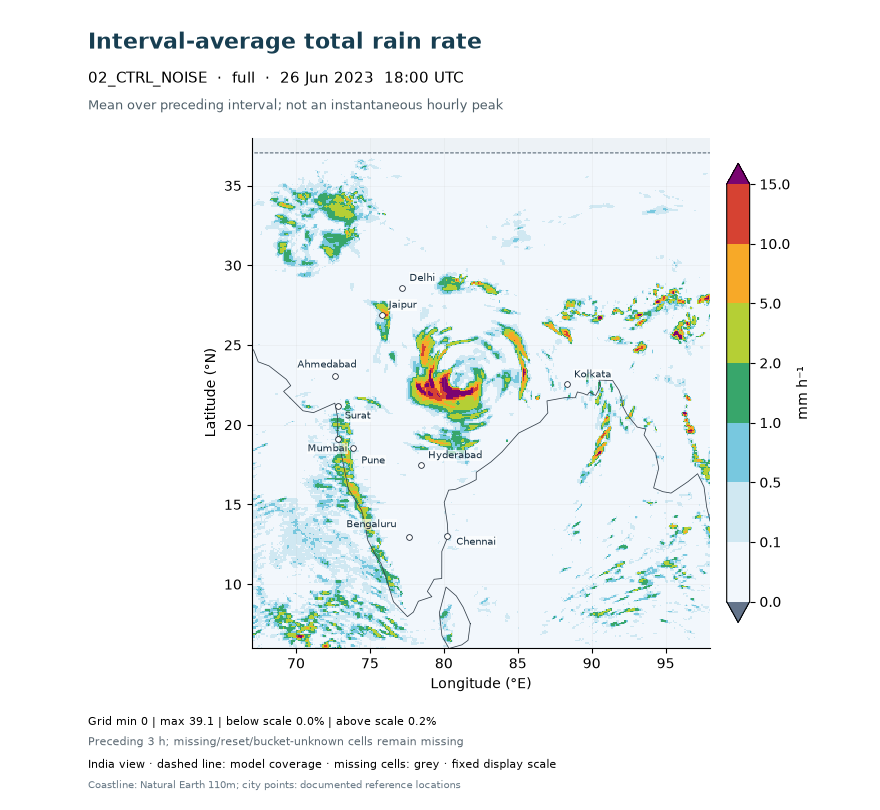 Interval-average total rain rate
02_CTRL_NOISE · full · 26 Jun 2023 18:00 UTC
Mean over preceding interval; not an instantaneous hourly peak
35
30
25
20
15
10
Latitude (°N)
Delhi
Jaipur
Ahmedabad
Kolkata
Surat
Mumbai
Pune
Hyderabad
Bengaluru
Chennai
70
75
80
85
90
95
Longitude (°E)
15.0
10.0
5.0
2.0
1.0
0.5
0.1
0.0
mm h⁻¹
Grid min 0 | max 39.1 | below scale 0.0% | above scale 0.2%
Preceding 3 h; missing/reset/bucket-unknown cells remain missing
India view · dashed line: model coverage · missing cells: grey · fixed display scale
Coastline: Natural Earth 110m; city points: documented reference locations